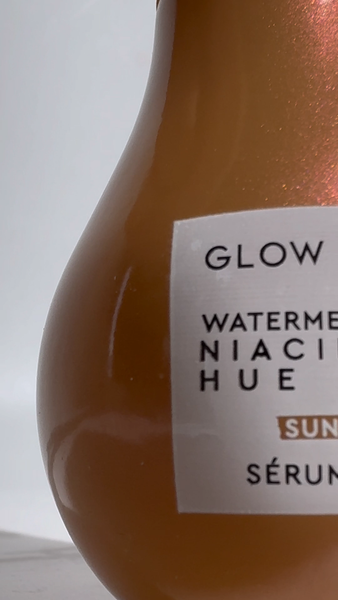 GLOW
WATERME
NIACI
HUE
SUN
SÉRUM